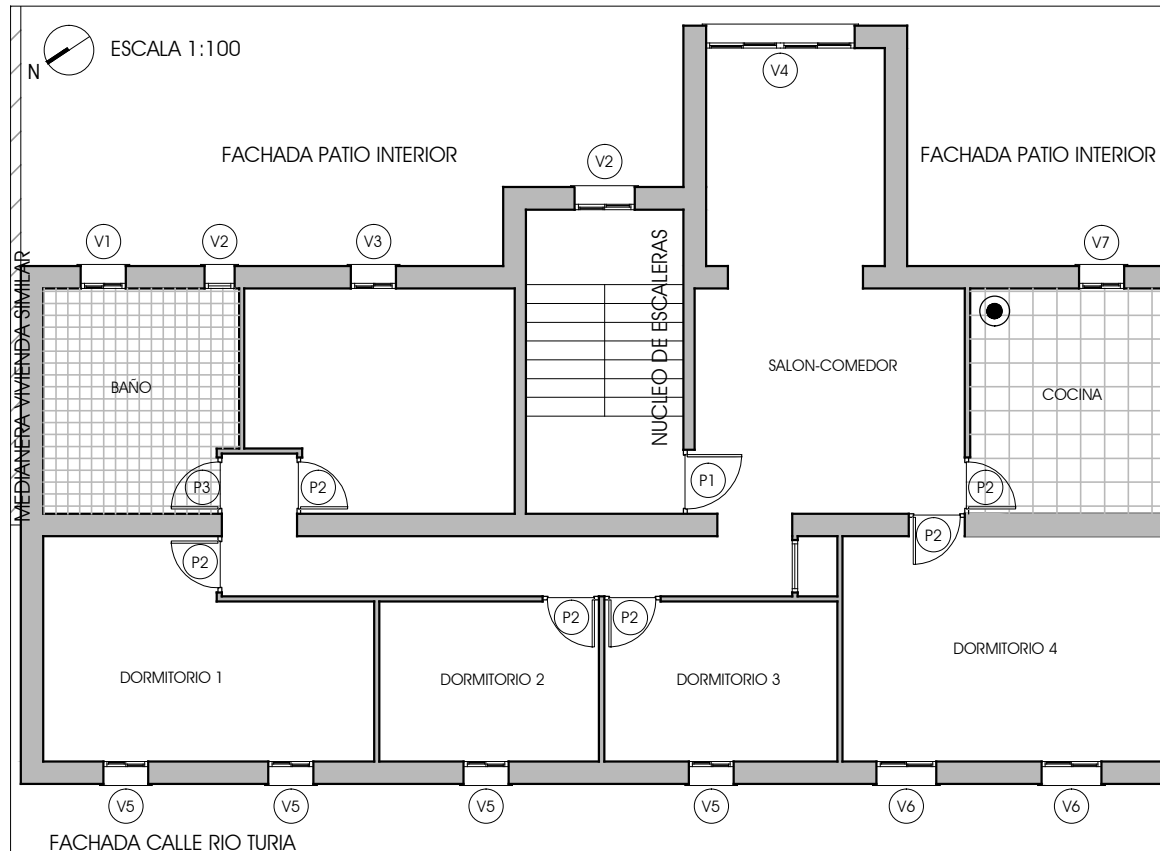 ESCALA 1:100
N
V4
FACHADA PATIO INTERIOR
FACHADA PATIO INTERIOR
V2
V1
V2
V3
V7
MEDIANERA VIVIENDA SIMILAR
NUCLEO DE ESCALERAS
SALON-COMEDOR
BAÑO
COCINA
P3
P2
P1
P2
P2
P2
P2
P2
DORMITORIO 1
DORMITORIO 2
DORMITORIO 3
DORMITORIO 4
V5
V5
V5
V5
V6
V6
FACHADA CALLE RIO TURIA